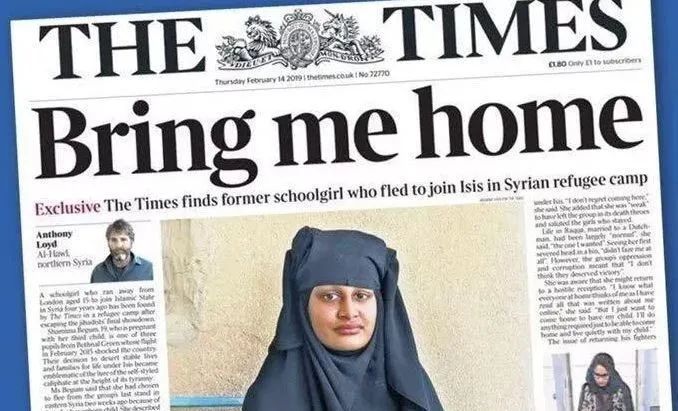 THE TIMES
Thursday February 14 2019 | thetimes.co.uk | No 72770
£1.80 Only £1 to subscribers
Bring me home
Exclusive The Times finds former schoolgirl who fled to join Isis in Syrian refugee camp
Anthony
Loyd
Al-Hawl,
northern Syria
A schoolgirl who ran away from
London aged 15 to join Islamic State
in Syria four years ago has been found
by The Times in a refugee camp after
escaping the jihadists' final showdown.
Shamima Begum, 19, who is pregnant
with her third child, is one of three
pupils from Bethnal Green whose flight
in February 2015 shocked the country.
Their decision to desert stable lives
and families for life under Isis became
emblematic of the lure of the self-styled
caliphate at the height of its tyranny.
Ms Begum said that she had chosen
to flee from the group's last stand in
eastern Syria two weeks ago because of
under Isis. "I don't regret coming here,"
she said. She added that she was "weak"
to have left the group in its death throes
and saluted the girls who stayed.
Life in Raqqa, married to a Dutch-
man, had been largely "normal", she
said, "the one I wanted". Seeing her first
severed head in a bin, "didn't faze me at
all". However, the group's oppression
and corruption meant that "I don't
think they deserved victory".
She was aware that she might return
to a hostile reception. "I know what
everyone at home thinks of me as I have
read all that was written about me
online," she said. "But I just want to
come home to have my child. I'll do
anything required just to be able to come
home and live quietly with my child."
The issue of returning Isis fighters